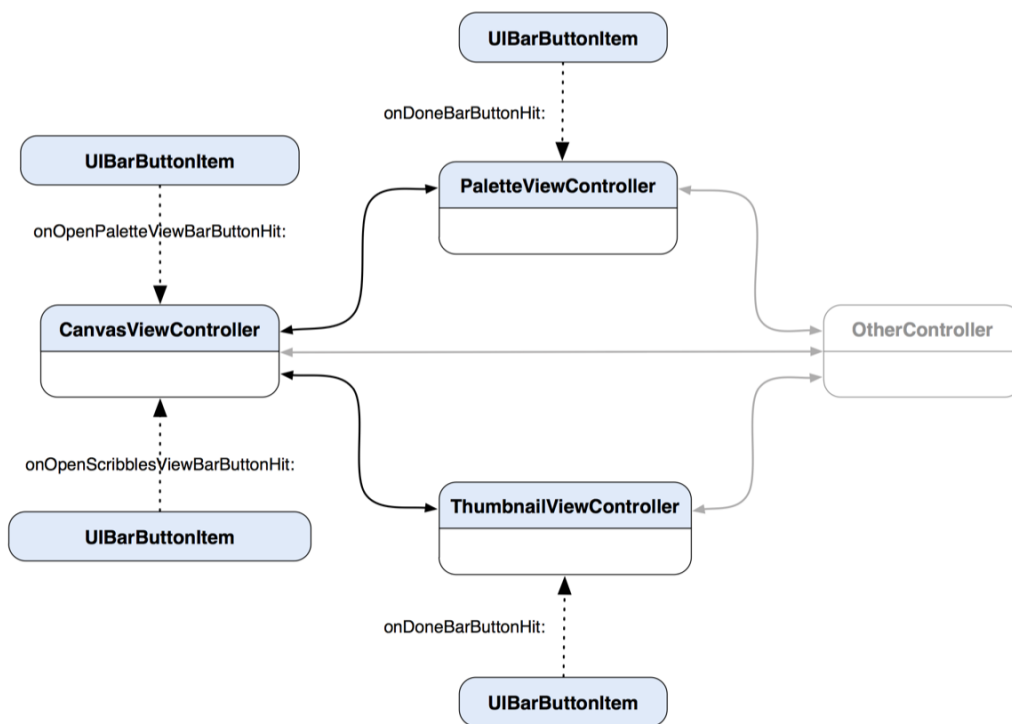 UIBarButtonItem
onDoneBarButtonHit:
UIBarButtonItem
PaletteViewController
onOpenPaletteViewBarButtonHit:
CanvasViewController
OtherController
onOpenScribblesViewBarButtonHit:
ThumbnailViewController
UIBarButtonItem
onDoneBarButtonHit:
UIBarButtonItem